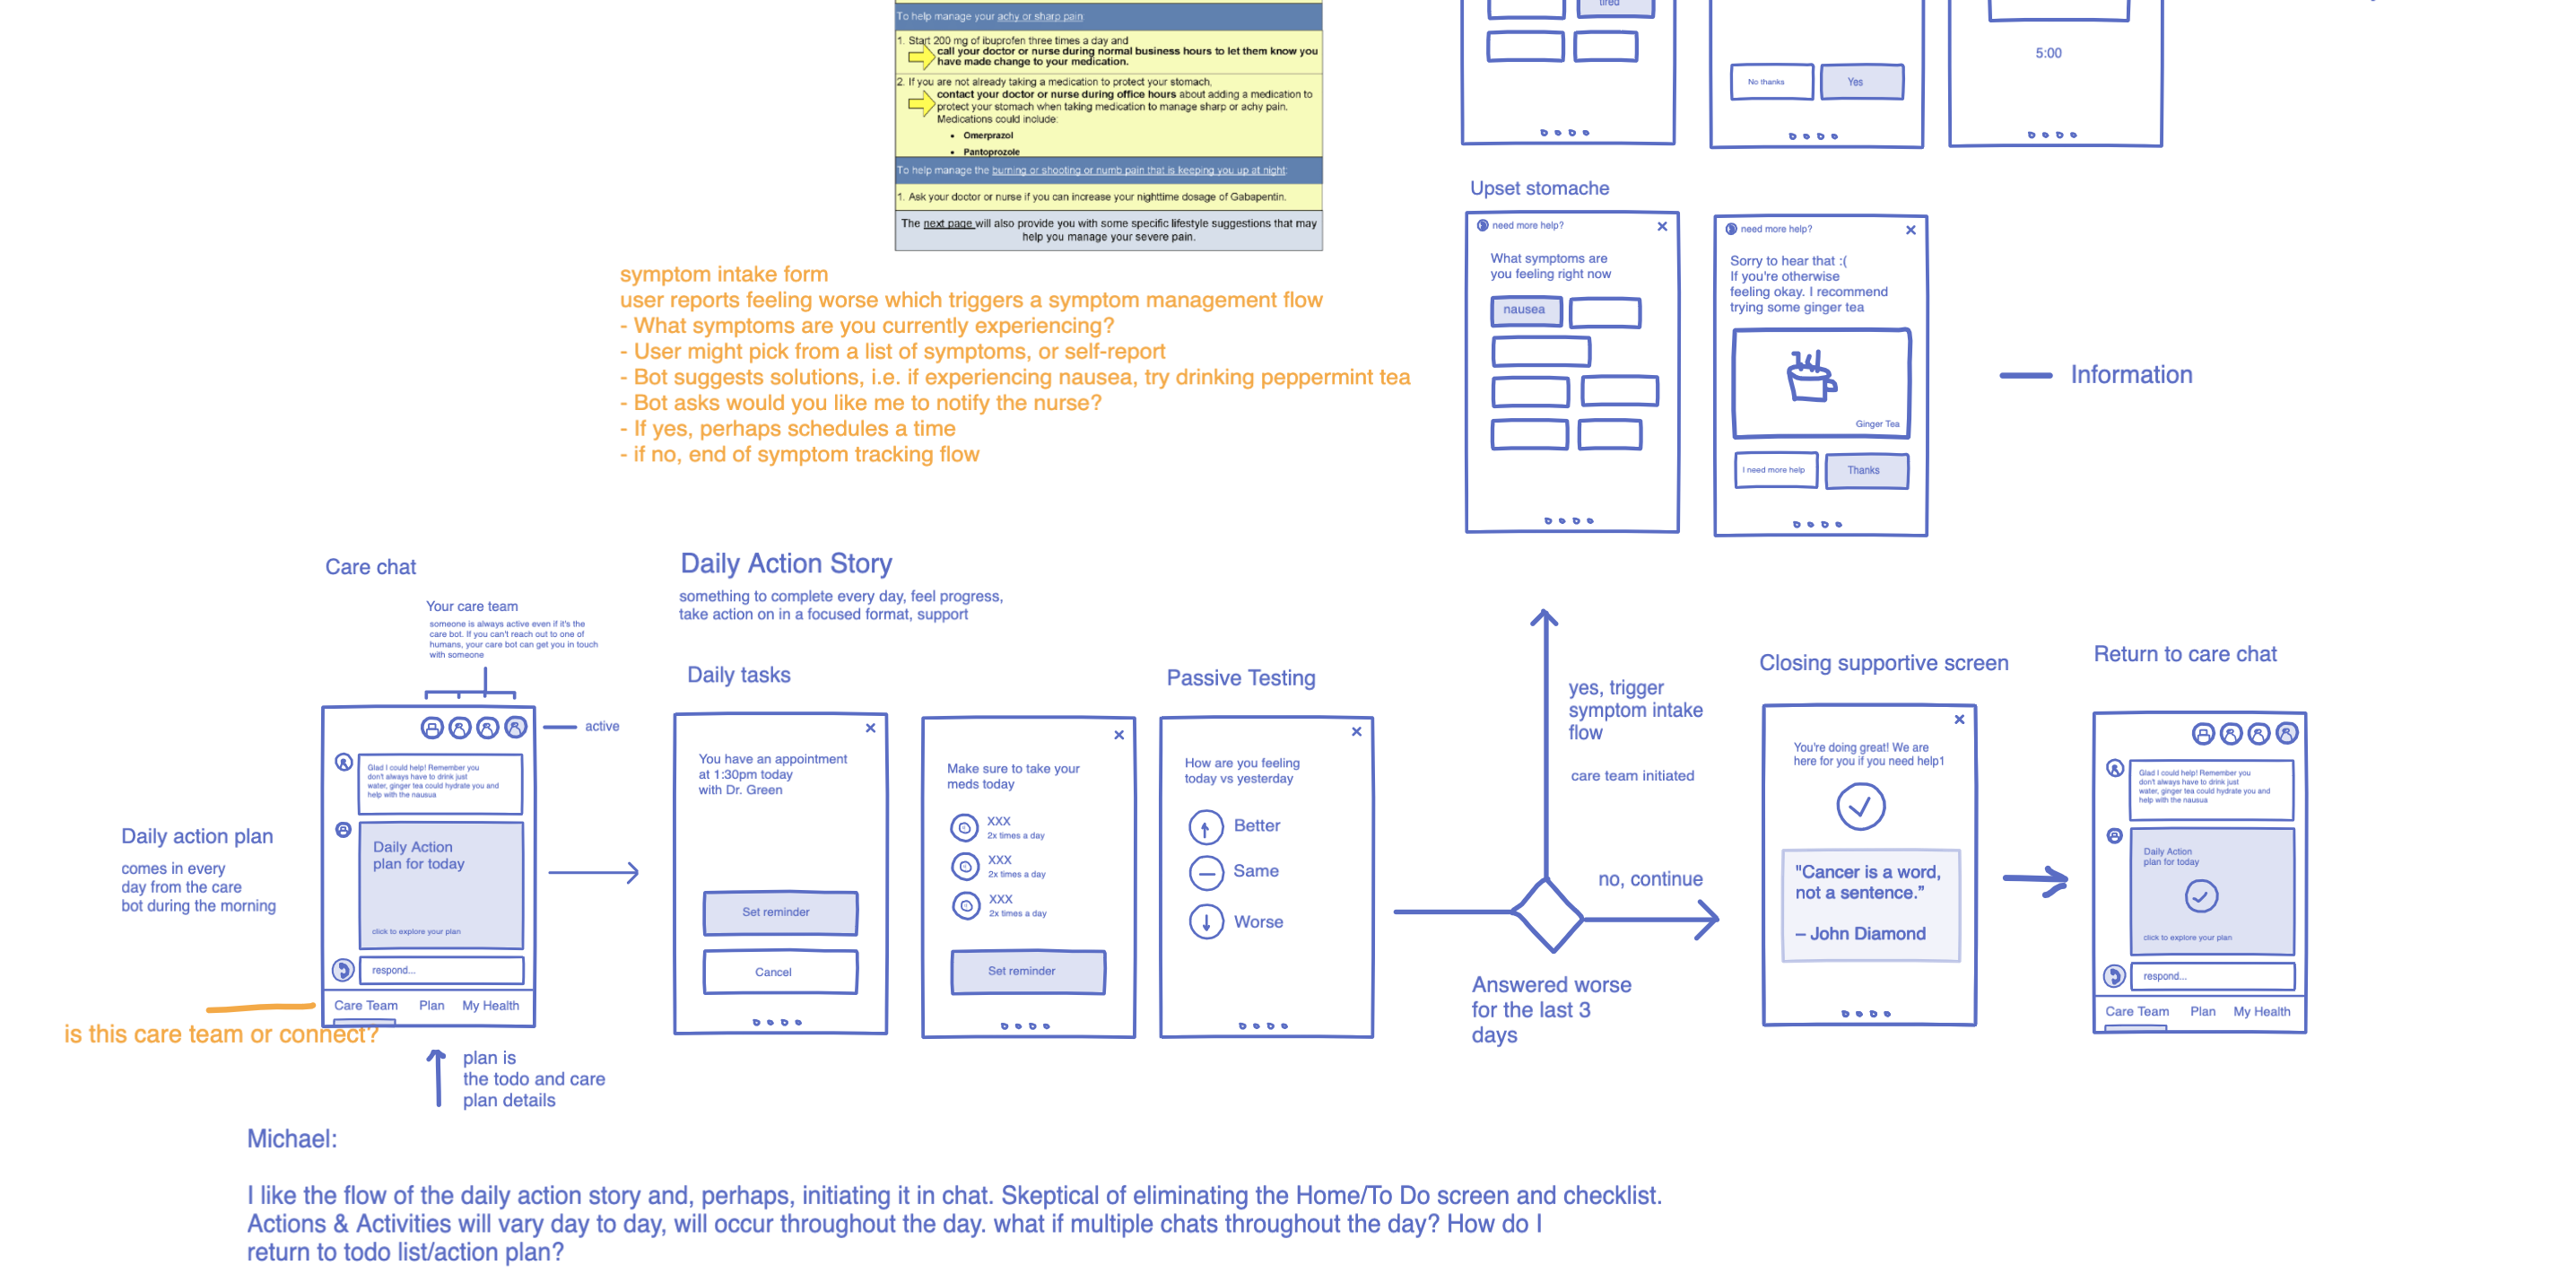 To help manage your achy or sharp pain
1. Start 200 mg of ibuprofen three times a day and
call your doctor or nurse during normal business hours to let them know you
have made change to your medication.
2. If you are not already taking a medication to protect your stomach,
contact your doctor or nurse during office hours about adding a medication to
protect your stomach when taking medication to manage sharp or achy pain.
Medications could include:
• Omerprazol
• Pantoprozole
To help manage the burning or shooting or numb pain that is keeping you up at night:
1. Ask your doctor or nurse if you can increase your nighttime dosage of Gabapentin.
The next page will also provide you with some specific lifestyle suggestions that may
help you manage your severe pain.
tired
No thanks
Yes
5:00
symptom intake form
user reports feeling worse which triggers a symptom management flow
- What symptoms are you currently experiencing?
- User might pick from a list of symptoms, or self-report
- Bot suggests solutions, i.e. if experiencing nausea, try drinking peppermint tea
- Bot asks would you like me to notify the nurse?
- If yes, perhaps schedules a time
- if no, end of symptom tracking flow
Upset stomache
need more help?
What symptoms are
you feeling right now
nausea
need more help?
Sorry to hear that :(
If you're otherwise
feeling okay. I recommend
trying some ginger tea
Ginger Tea
I need more help
Thanks
Information
Care chat
Your care team
someone is always active even if it's the
care bot. If you can't reach out to one of
humans, your care bot can get you in touch
with someone
active
Glad I could help! Remember you
don't always have to drink just
water, ginger tea could hydrate you and
help with the nausua
Daily Action
plan for today
click to explore your plan
respond...
Care Team
Plan
My Health
Daily action plan
comes in every
day from the care
bot during the morning
is this care team or connect?
plan is
the todo and care
plan details
Daily Action Story
something to complete every day, feel progress,
take action on in a focused format, support
Daily tasks
You have an appointment
at 1:30pm today
with Dr. Green
Set reminder
Cancel
Make sure to take your
meds today
XXX
2x times a day
XXX
2x times a day
XXX
2x times a day
Set reminder
Passive Testing
How are you feeling
today vs yesterday
Better
Same
Worse
yes, trigger
symptom intake
flow
care team initiated
no, continue
Answered worse
for the last 3
days
Closing supportive screen
You're doing great! We are
here for you if you need help1
"Cancer is a word,
not a sentence.”
– John Diamond
Return to care chat
Glad I could help! Remember you
don't always have to drink just
water, ginger tea could hydrate you and
help with the nausua
Daily Action
plan for today
click to explore your plan
respond...
Care Team
Plan
My Health
Michael:
I like the flow of the daily action story and, perhaps, initiating it in chat. Skeptical of eliminating the Home/To Do screen and checklist.
Actions & Activities will vary day to day, will occur throughout the day. what if multiple chats throughout the day? How do I
return to todo list/action plan?